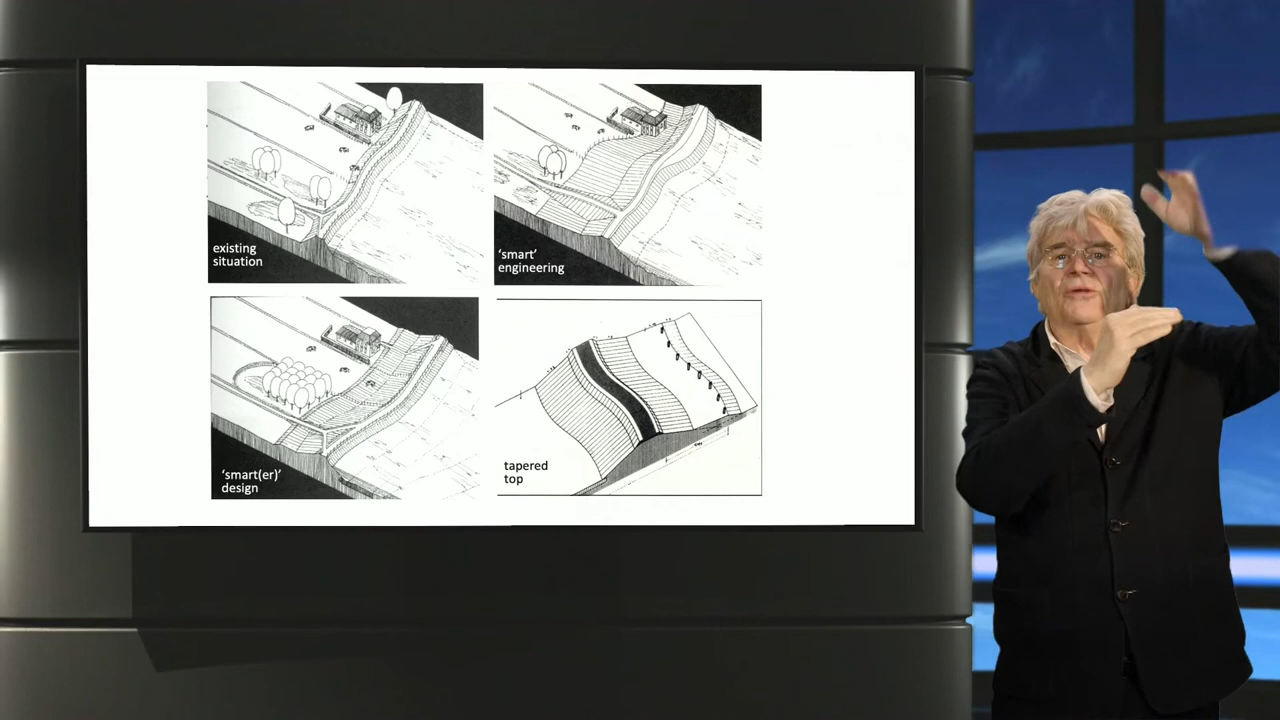 existing
situation
‘smart’
engineering
‘smart(er)’
design
tapered
top